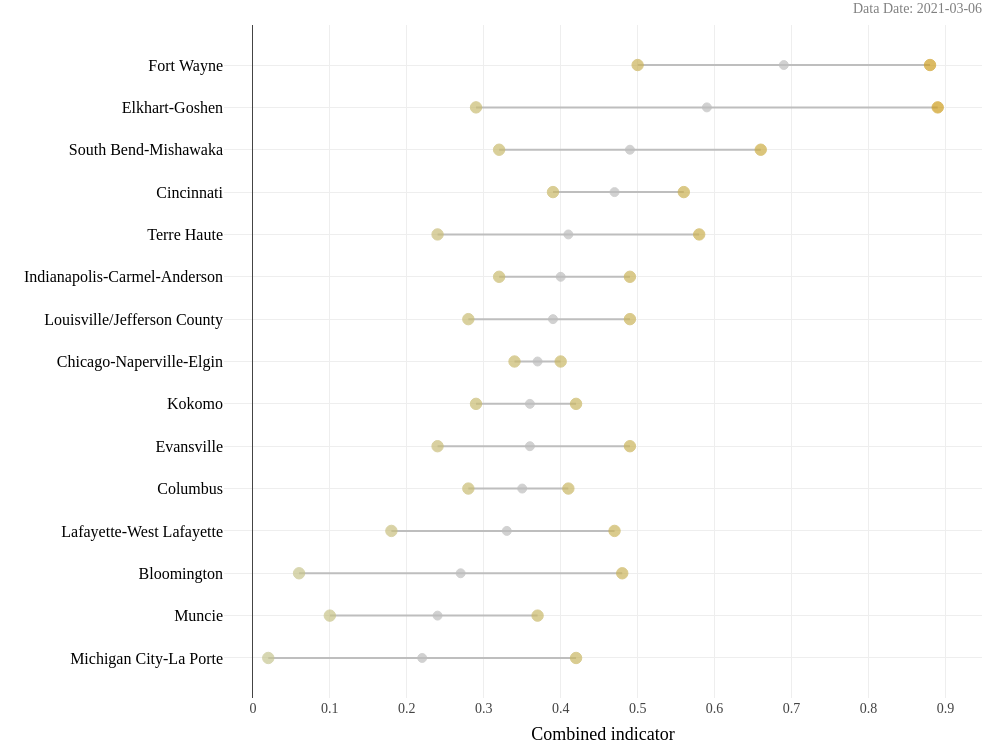 Data Date: 2021-03-06
Fort Wayne
Elkhart-Goshen
South Bend-Mishawaka
Cincinnati
Terre Haute
Indianapolis-Carmel-Anderson
Louisville/Jefferson County
Chicago-Naperville-Elgin
Kokomo
Evansville
Columbus
Lafayette-West Lafayette
Bloomington
Muncie
Michigan City-La Porte
0 0.1 0.2 0.3 0.4 0.5 0.6 0.7 0.8 0.9
Combined indicator